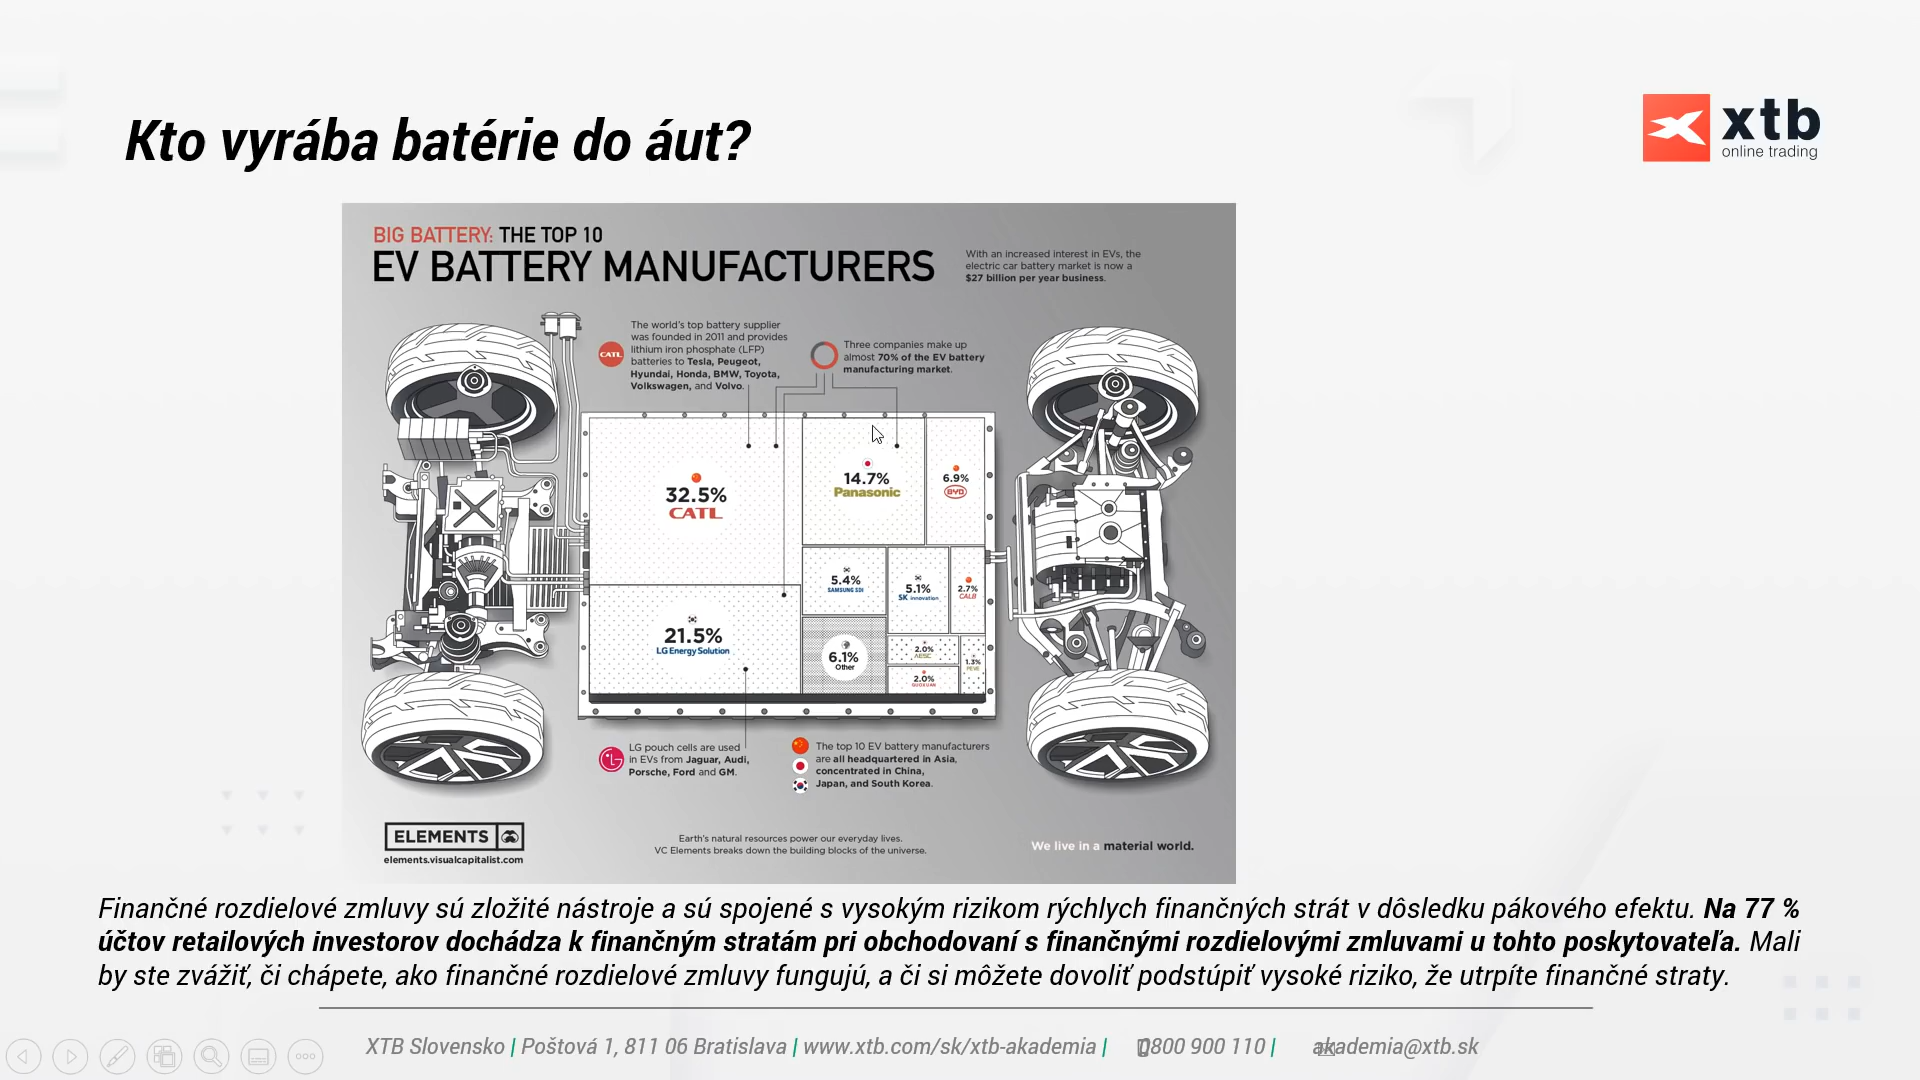 Kto vyrába batérie do áut?
xtb
online trading
BIG BATTERY: THE TOP 10
EV BATTERY MANUFACTURERS
With an increased interest in EVs, the
electric car battery market is now a
$27 billion per year business.
CATL
The world's top battery supplier
was founded in 2011 and provides
lithium iron phosphate (LFP)
batteries to Tesla, Peugeot,
Hyundai, Honda, BMW, Toyota,
Volkswagen, and Volvo.
Three companies make up
almost 70% of the EV battery
manufacturing market.
32.5%
CATL
14.7%
Panasonic
6.9%
BYD
5.4%
SAMSUNG SDI
5.1%
SK innovation
2.7%
CALB
21.5%
LG Energy Solution
6.1%
Other
2.0%
AESC
2.0%
GUOXUAN
1.3%
PEVE
LG pouch cells are used
in EVs from Jaguar, Audi,
Porsche, Ford and GM.
The top 10 EV battery manufacturers
are all headquartered in Asia,
concentrated in China,
Japan, and South Korea.
ELEMENTS
elements.visualcapitalist.com
Earth's natural resources power our everyday lives.
VC Elements breaks down the building blocks of the universe.
We live in a material world.
Finančné rozdielové zmluvy sú zložité nástroje a sú spojené s vysokým rizikom rýchlych finančných strát v dôsledku pákového efektu. Na 77 %
účtov retailových investorov dochádza k finančným stratám pri obchodovaní s finančnými rozdielovými zmluvami u tohto poskytovateľa. Mali
by ste zvážiť, či chápete, ako finančné rozdielové zmluvy fungujú, a či si môžete dovoliť podstúpiť vysoké riziko, že utrpíte finančné straty.
XTB Slovensko | Poštová 1, 811 06 Bratislava | www.xtb.com/sk/xtb-akademia | 0800 900 110 | akademia@xtb.sk